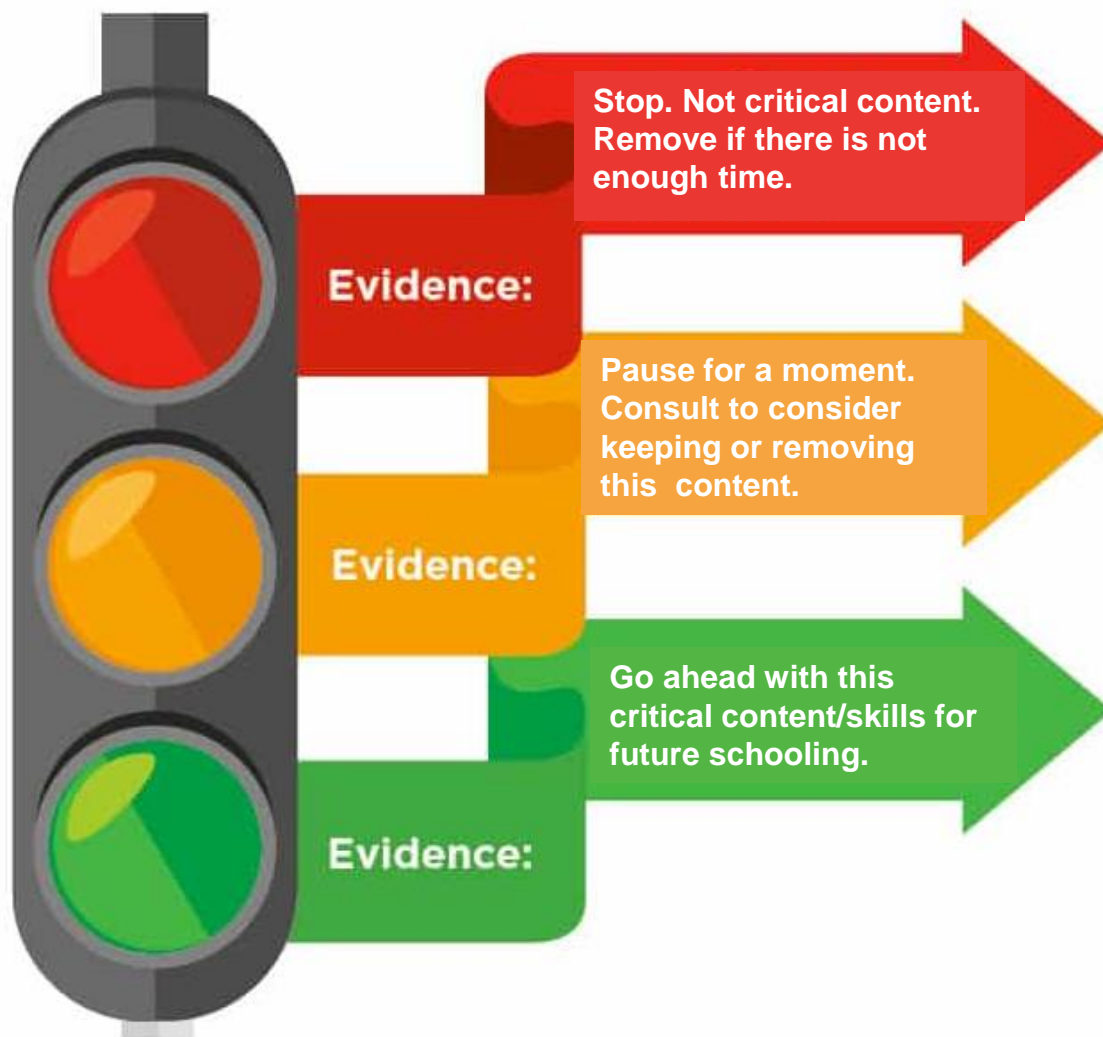 Stop. Not critical content.
Remove if there is not
enough time.
Evidence:
Pause for a moment.
Consult to consider
keeping or removing
this  content.
Evidence:
Go ahead with this
critical content/skills for
future schooling.
Evidence: